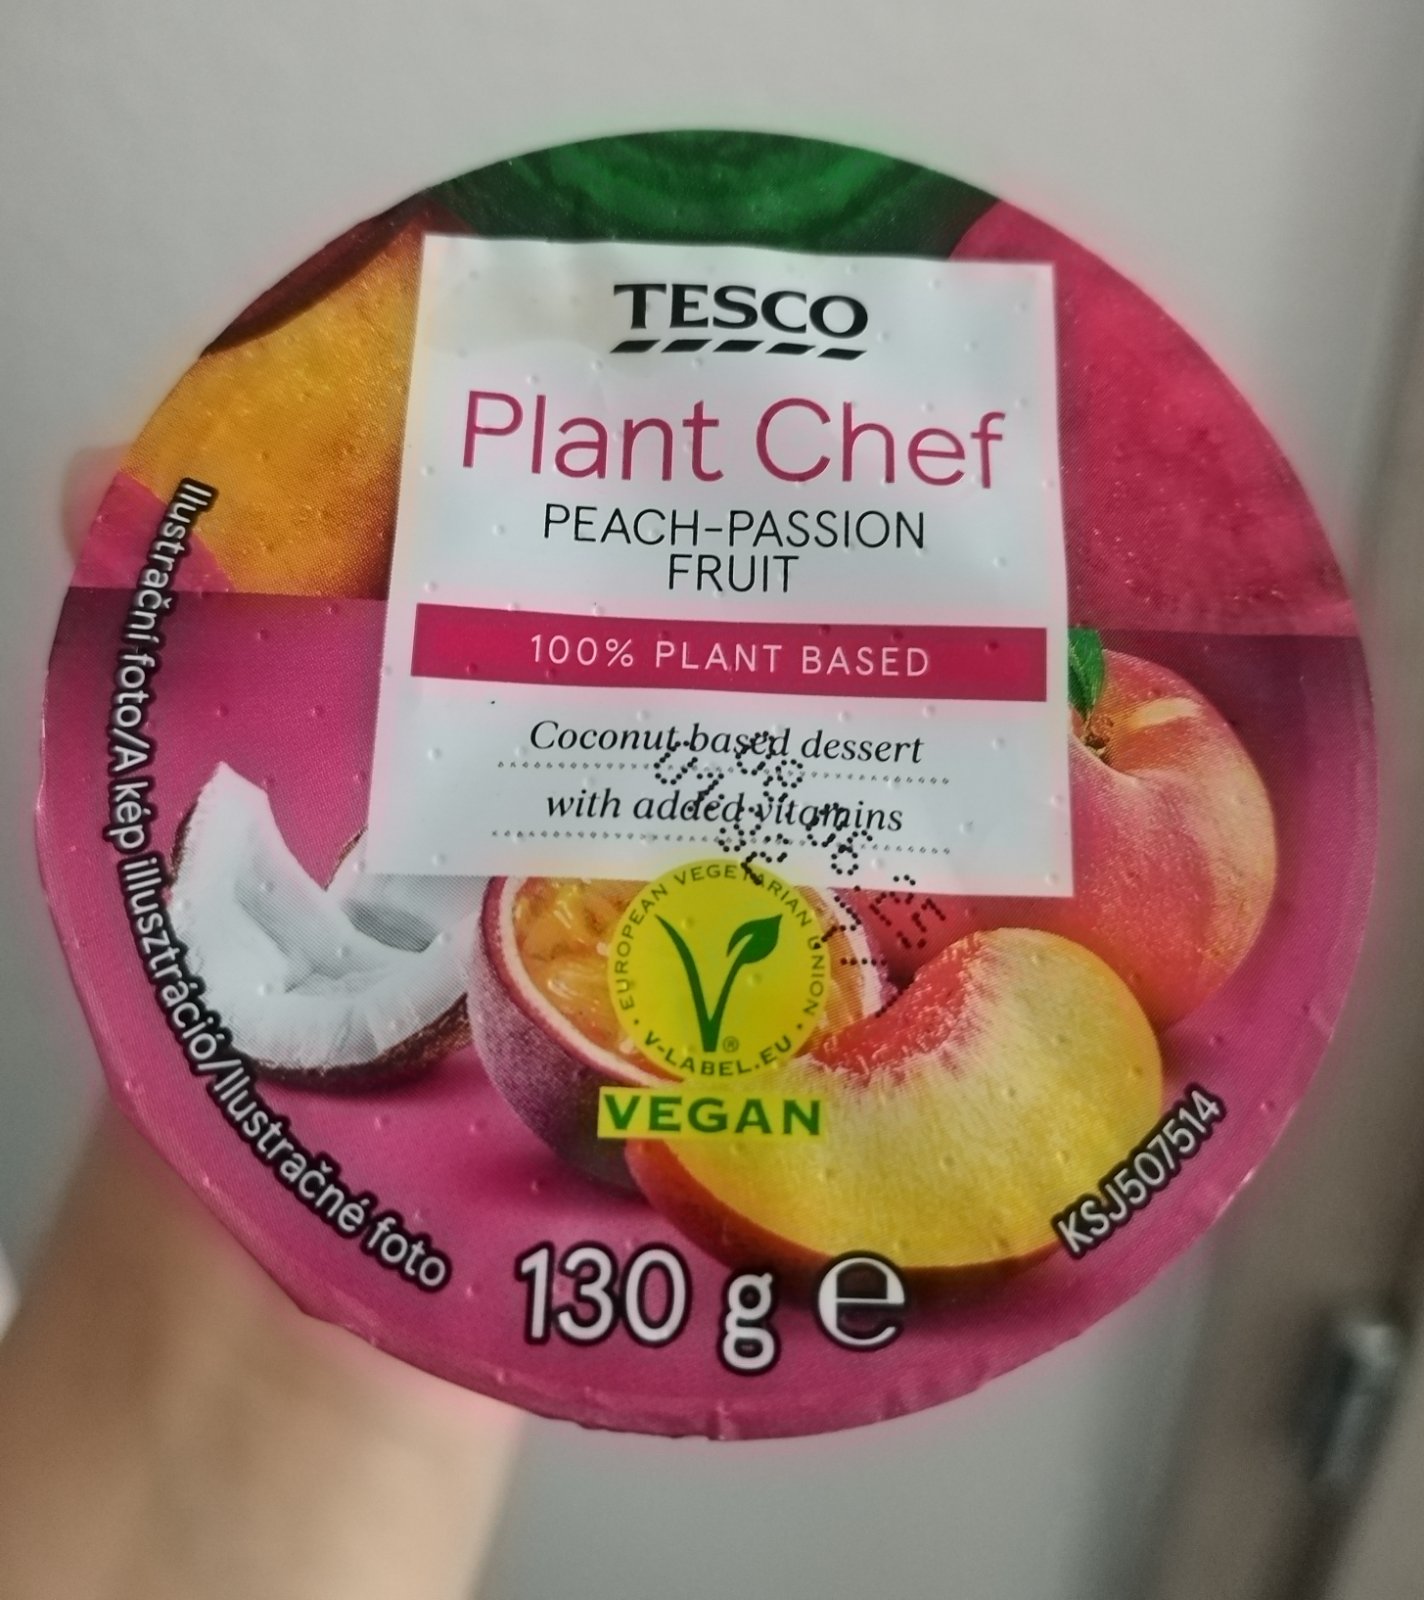 TESCO
Plant Chef
PEACH-PASSION
FRUIT
100% PLANT BASED
Coconut based dessert
with added vitamins
EUROPEAN VEGETARIAN UNION
V-LABEL.EU
®
VEGAN
130 g e
Ilustrační foto/A kép illusztráció/Ilustračné foto
KSJ507514